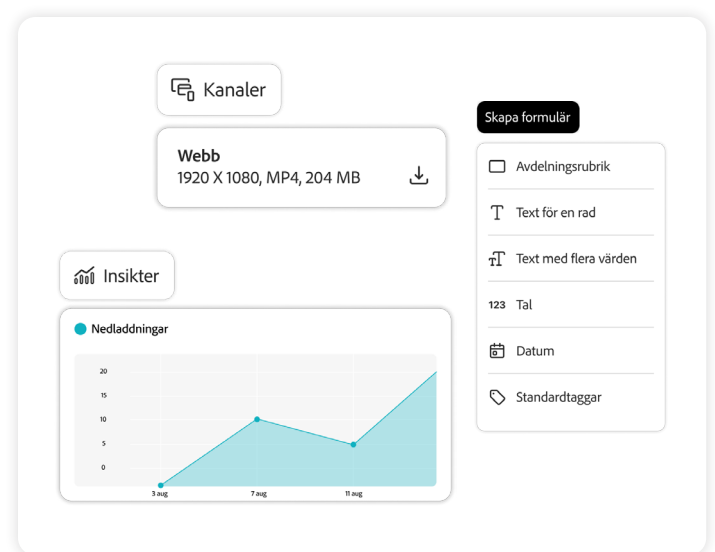 Kanaler
Webb
1920 X 1080, MP4, 204 MB
Skapa formulär
Avdelningsrubrik
Text för en rad
Text med flera värden
123 Tal
Datum
Standardtaggar
Insikter
Nedladdningar
20
15
10
5
0
3 aug
7 aug
11 aug